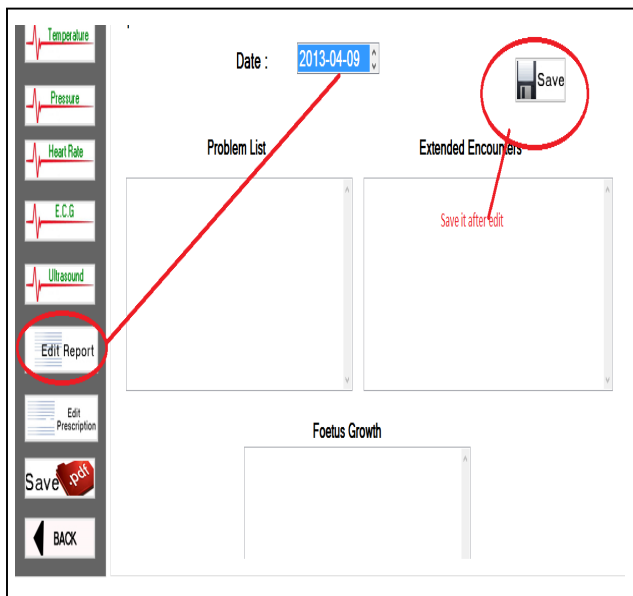 Temperature
Pressure
Heart Rate
E.C.G
Ultrasound
Edit Report
Edit
Prescription
Save .pdf
BACK
Date : 2013-04-09
Save
Problem List
Extended Encounters
Save it after edit
Foetus Growth